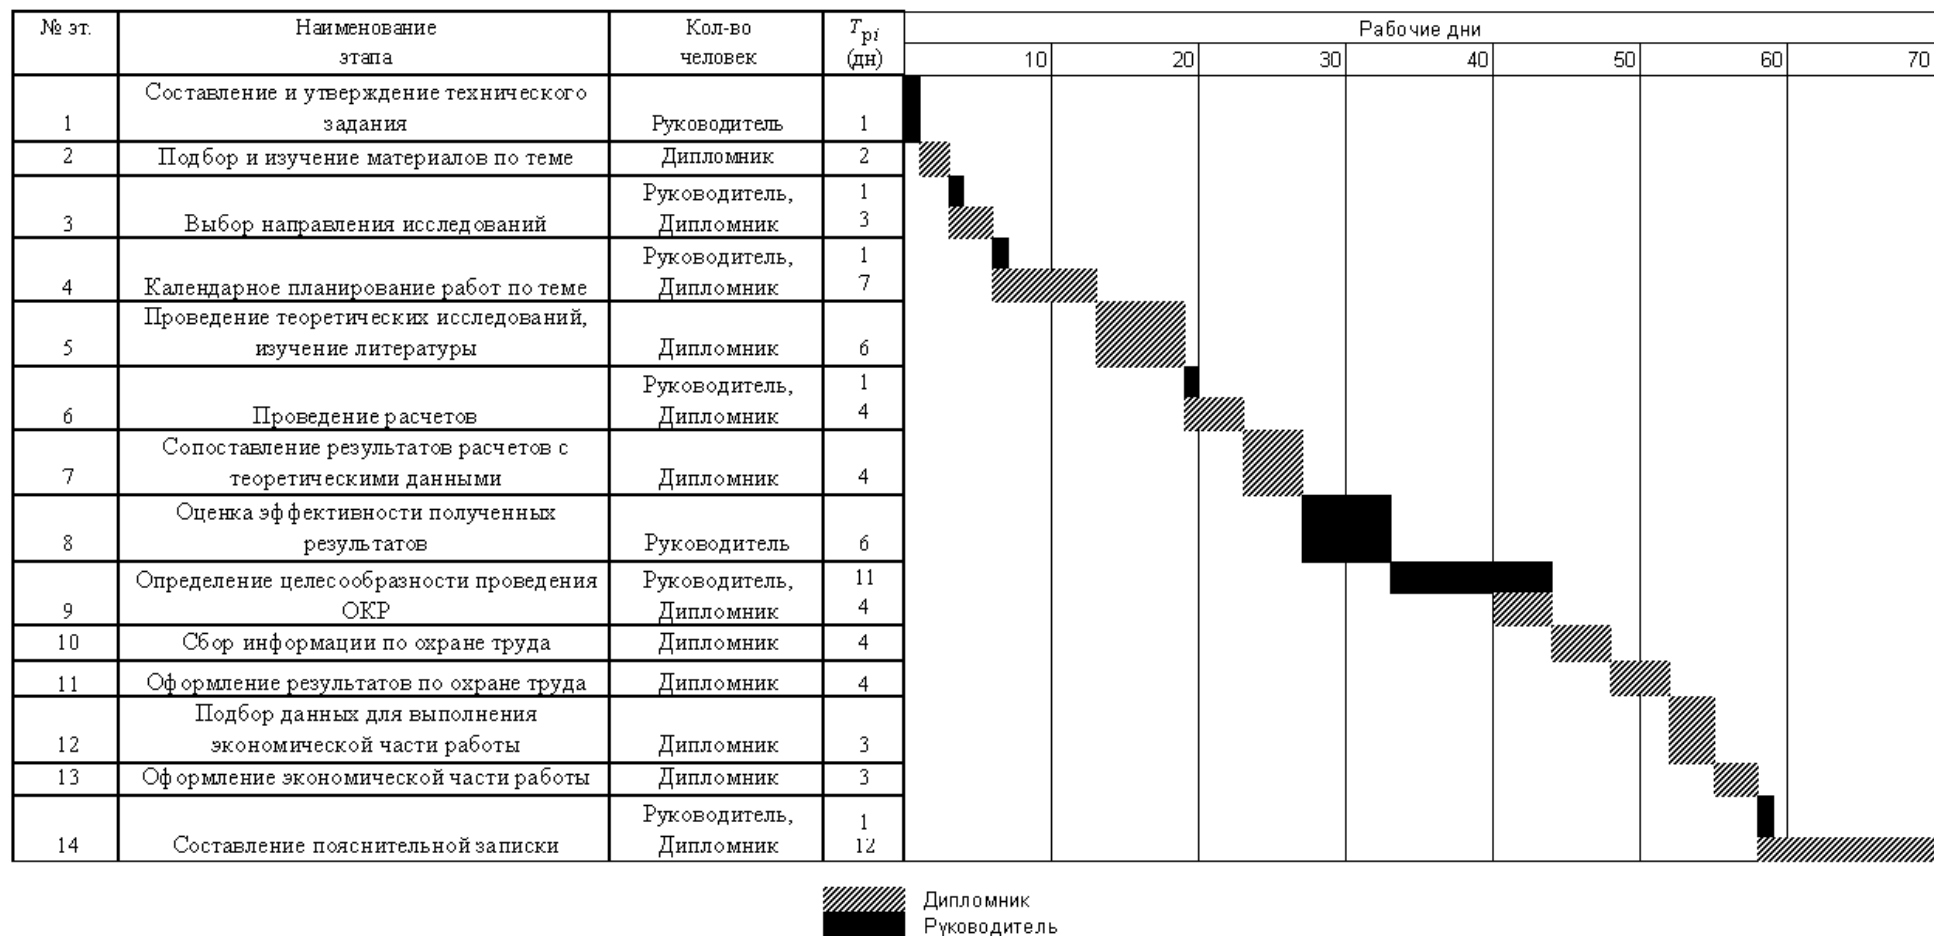 № эт.
Наименование
этапа
Кол-во
человек
Tрi
(дн)
Рабочие дни
10 20 30 40 50 60 70
1
Составление и утверждение технического
задания
Руководитель
1
2
Подбор и изучение материалов по теме
Дипломник
2
3
Выбор направления исследований
Руководитель,
Дипломник
1
3
4
Календарное планирование работ по теме
Руководитель,
Дипломник
1
7
5
Проведение теоретических исследований,
изучение литературы
Дипломник
6
6
Проведение расчетов
Руководитель,
Дипломник
1
4
7
Сопоставление результатов расчетов с
теоретическими данными
Дипломник
4
8
Оценка эффективности полученных
результатов
Руководитель
6
9
Определение целесообразности проведения
ОКР
Руководитель,
Дипломник
11
4
10
Сбор информации по охране труда
Дипломник
4
11
Оформление результатов по охране труда
Дипломник
4
12
Подбор данных для выполнения
экономической части работы
Дипломник
3
13
Оформление экономической части работы
Дипломник
3
14
Составление пояснительной записки
Руководитель,
Дипломник
1
12
Дипломник
Руководитель